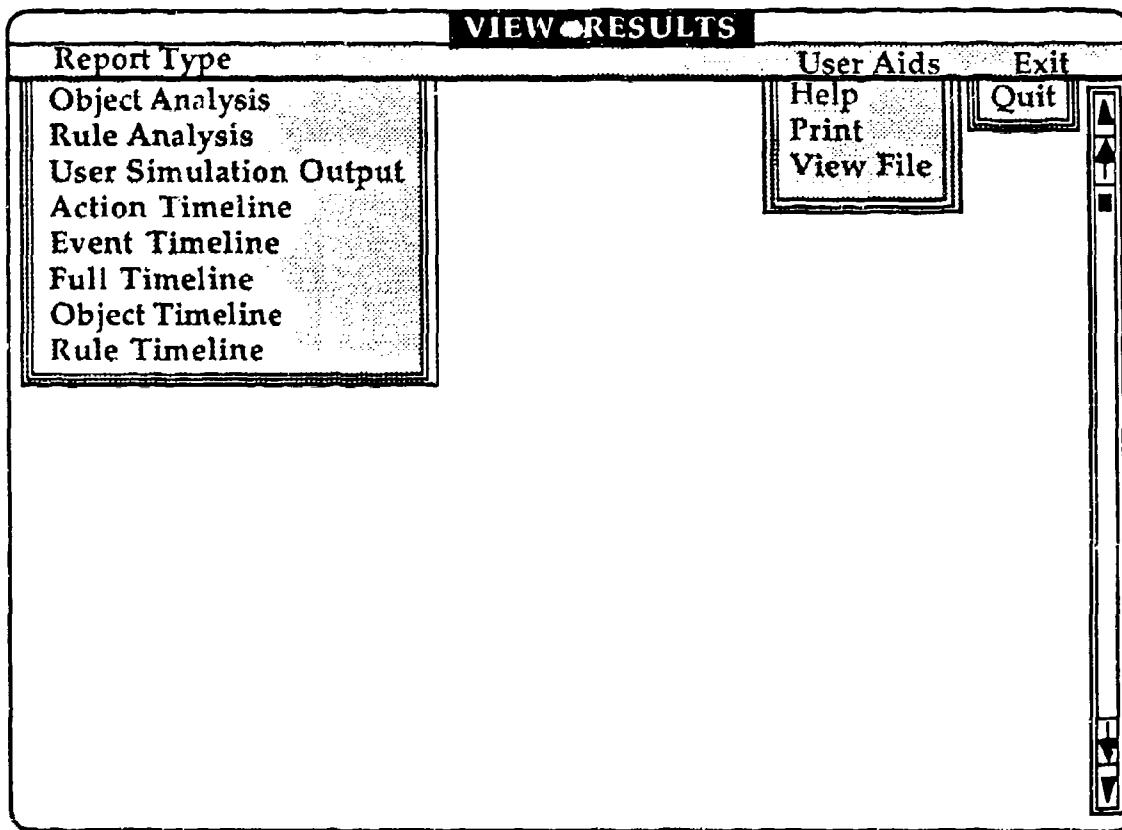 VIEW RESULTS
Report Type User Aids Exit
Object Analysis
Rule Analysis
User Simulation Output
Action Timeline
Event Timeline
Full Timeline
Object Timeline
Rule Timeline
Help
Print
View File
Quit